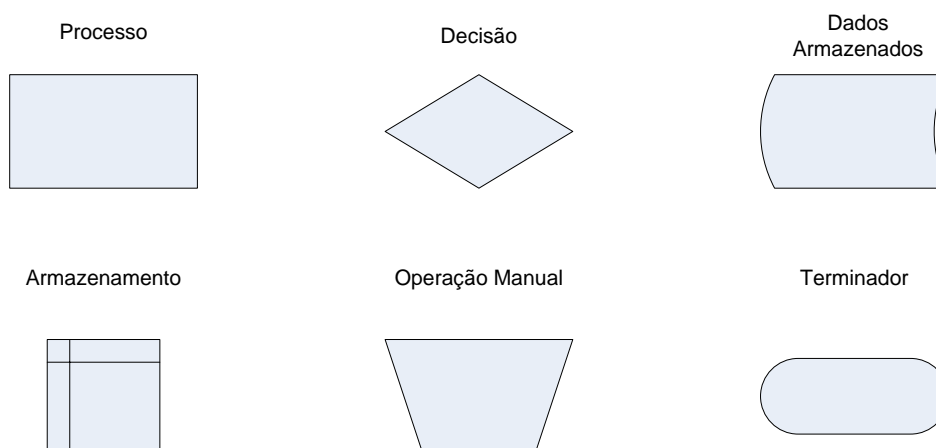 Processo
Decisão
Dados
Armazenados
Armazenamento
Operação Manual
Terminador